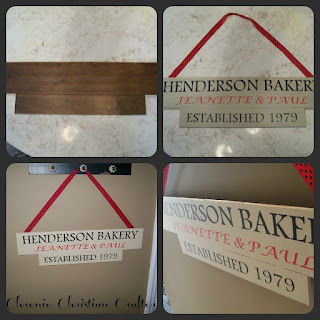 HENDERSON BAKERY
JEANETTE & PAUL
ESTABLISHED 1979
HENDERSON BAKERY
JEANETTE & PAUL
ESTABLISHED 1979
HENDERSON BAKERY
JEANETTE & PAUL
ESTABLISHED 1979
Chronic Christian Crafter